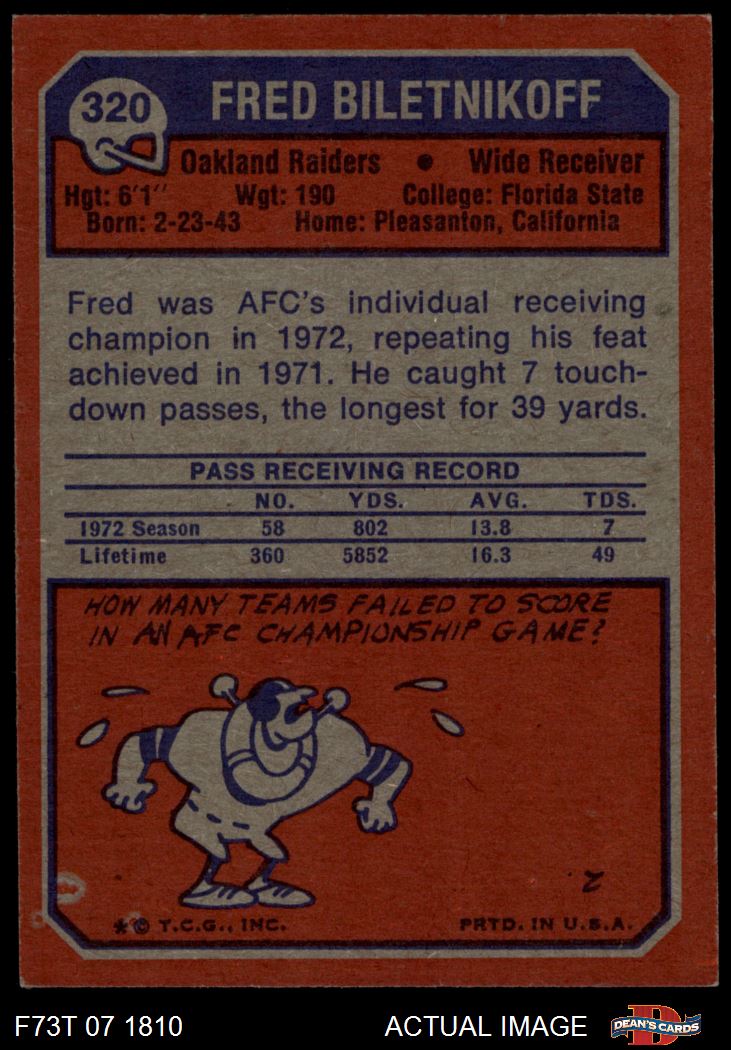 320
FRED BILETNIKOFF
Oakland Raiders • Wide Receiver
Hgt: 6'1" Wgt: 190 College: Florida State
Born: 2-23-43 Home: Pleasanton, California
Fred was AFC's individual receiving
champion in 1972, repeating his feat
achieved in 1971. He caught 7 touch-
down passes, the longest for 39 yards.
PASS RECEIVING RECORD
NO. YDS. AVG. TDS.
1972 Season 58 802 13.8 7
Lifetime 360 5852 16.3 49
HOW MANY TEAMS FAILED TO SCORE
IN AN AFC CHAMPIONSHIP GAME?
2
*© T.C.G., INC. PRTD. IN U.S.A.
F73T 07 1810 ACTUAL IMAGE DEAN'S CARDS